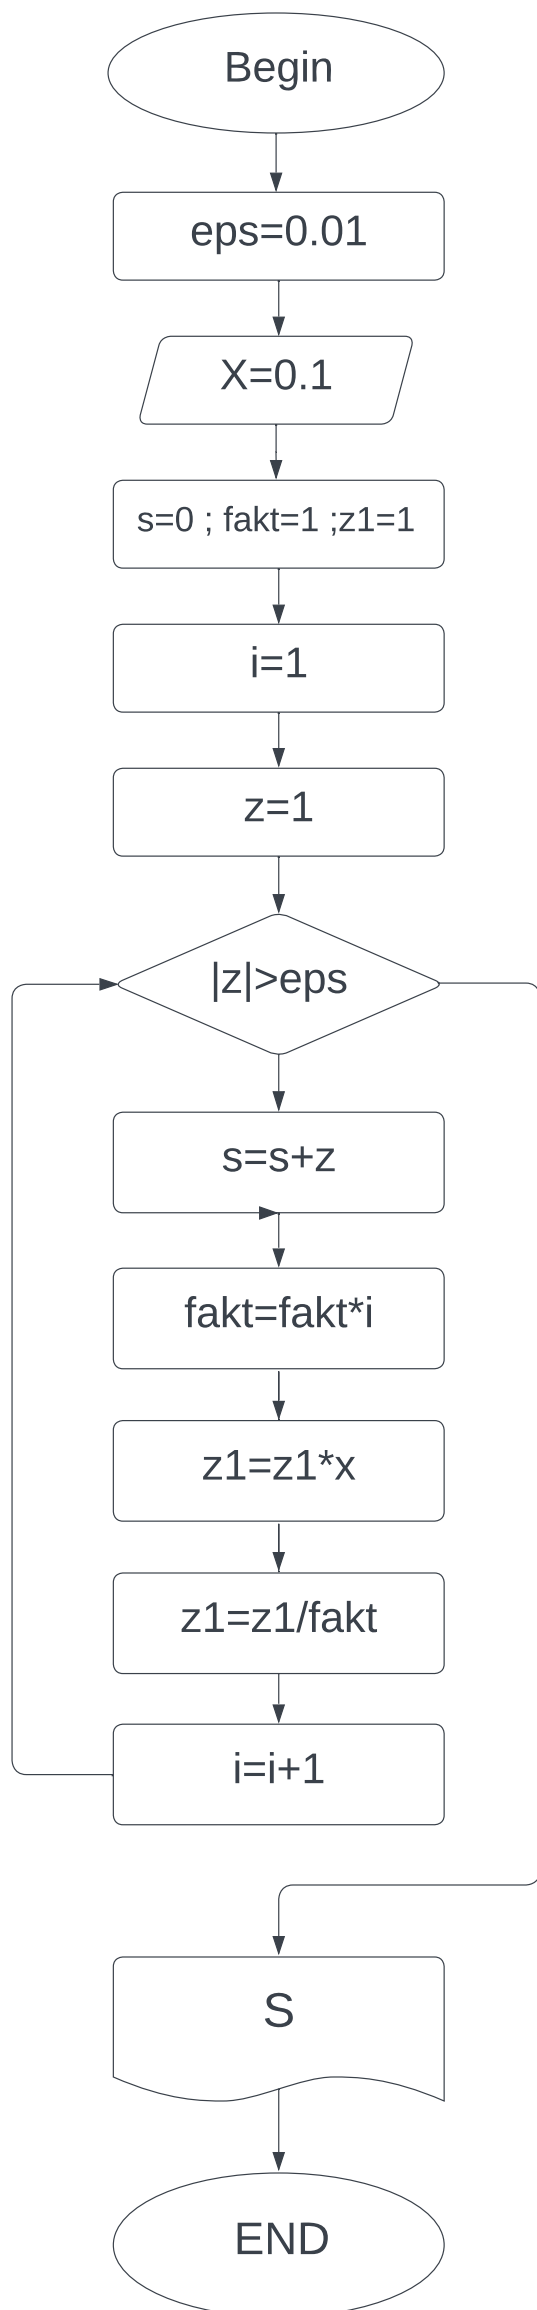 Begin
eps=0.01
X=0.1
s=0 ; fakt=1 ;z1=1
i=1
z=1
|z|>eps
s=s+z
fakt=fakt*i
z1=z1*x
z1=z1/fakt
i=i+1
S
END